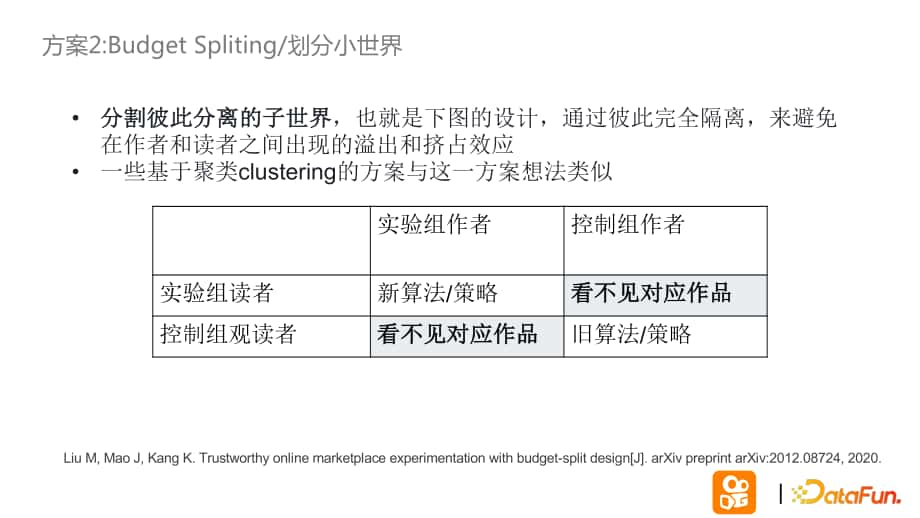 方案2:Budget Spliting/划分小世界
• 分割彼此分离的子世界，也就是下图的设计，通过彼此完全隔离，来避免
在作者和读者之间出现的溢出和挤占效应
• 一些基于聚类clustering的方案与这一方案想法类似
实验组作者 控制组作者
实验组读者 新算法/策略 看不见对应作品
控制组观读者 看不见对应作品 旧算法/策略
Liu M, Mao J, Kang K. Trustworthy online marketplace experimentation with budget-split design[J]. arXiv preprint arXiv:2012.08724, 2020.
DataFun.